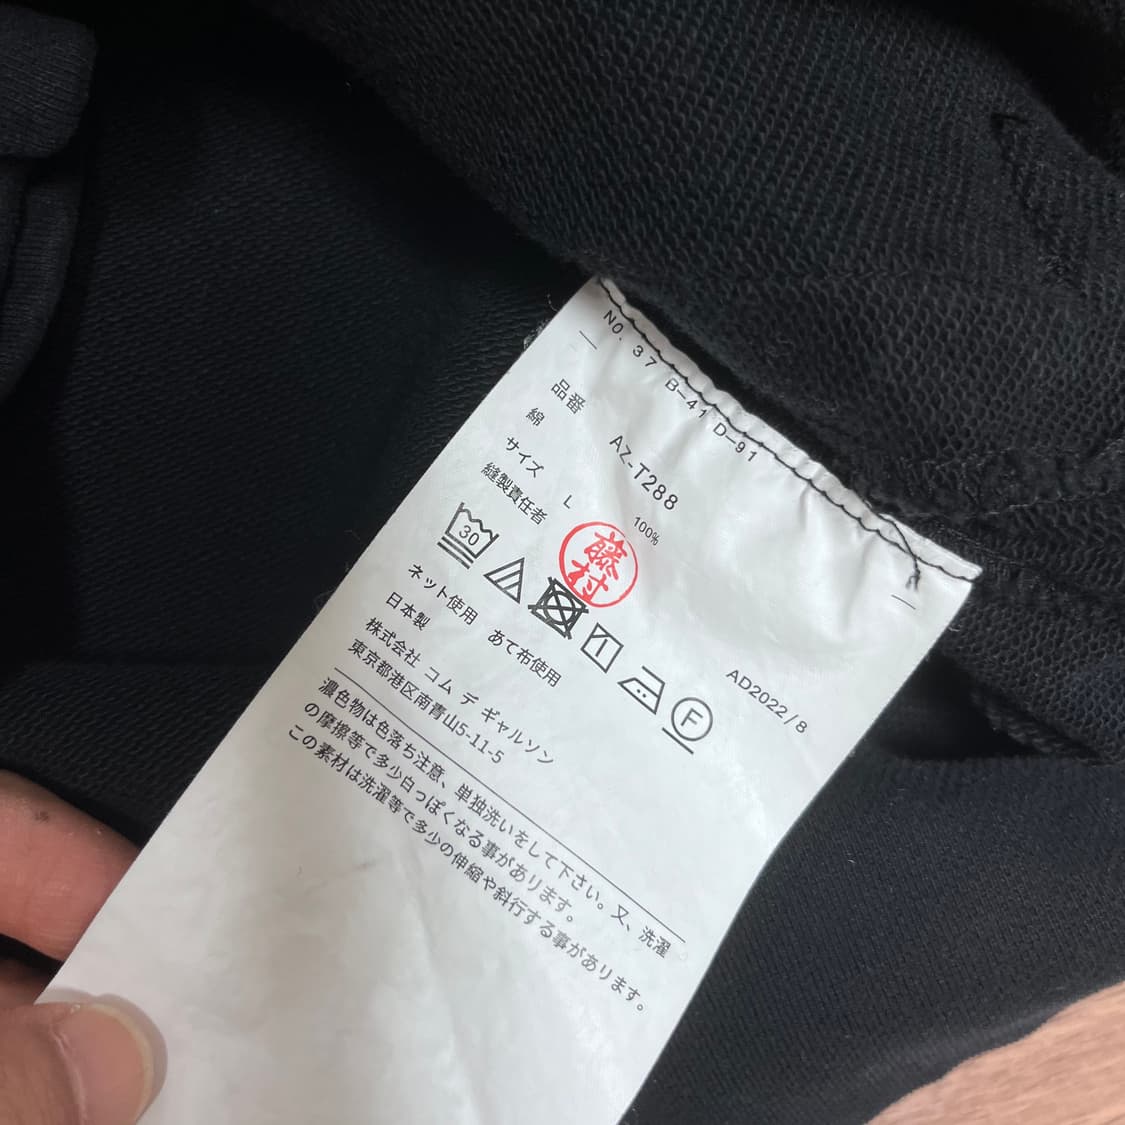 NO. 37 B-41 D-91
品番 AZ-T288
綿 100%
サイズ L
縫製責任者 藤村
30
F
ネット使用 あて布使用
日本製 AD2022/8
株式会社 コム デ ギャルソン
東京都港区南青山5-11-5
濃色物は色落ち注意、単独洗いをして下さい。又、洗濯
の摩擦等で多少白っぽくなる事があります。
この素材は洗濯等で多少の伸縮や斜行する事があります。